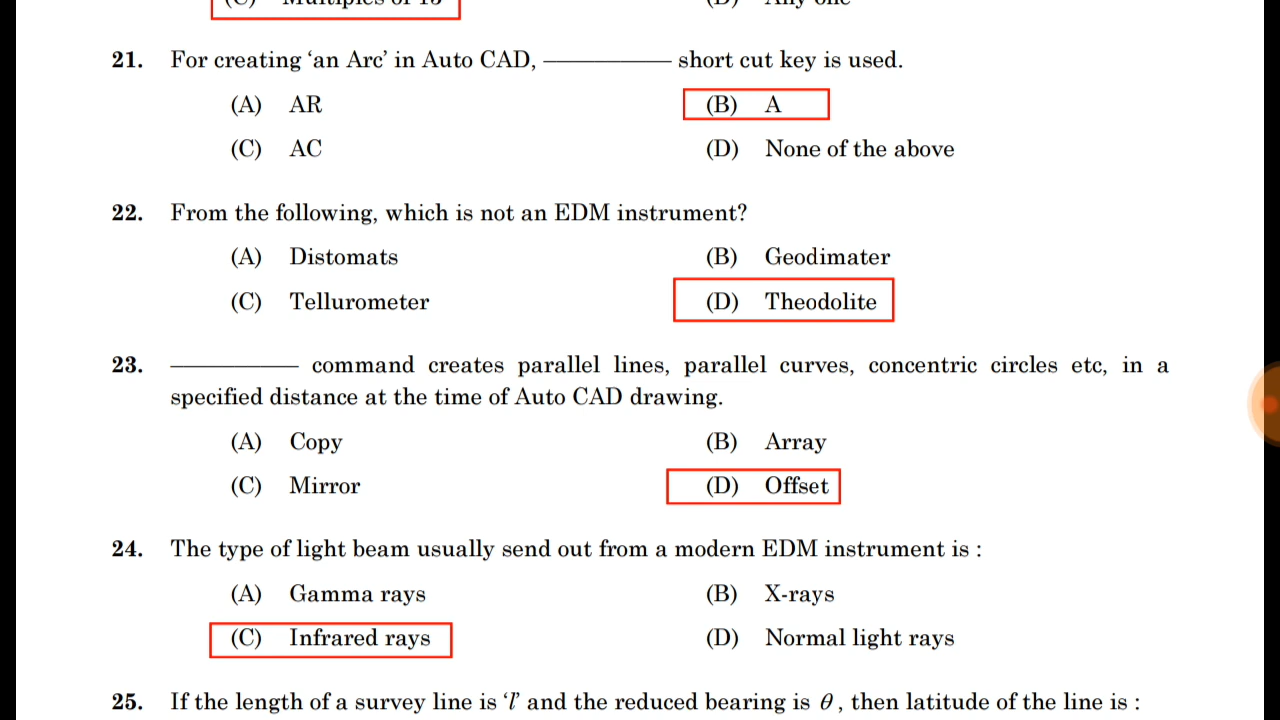 (C) Multiples of 15 (D) Any one
21. For creating ‘an Arc’ in Auto CAD, ——— short cut key is used.
(A) AR (B) A
(C) AC (D) None of the above
22. From the following, which is not an EDM instrument?
(A) Distomats (B) Geodimater
(C) Tellurometer (D) Theodolite
23. ——— command creates parallel lines, parallel curves, concentric circles etc, in a
specified distance at the time of Auto CAD drawing.
(A) Copy (B) Array
(C) Mirror (D) Offset
24. The type of light beam usually send out from a modern EDM instrument is :
(A) Gamma rays (B) X-rays
(C) Infrared rays (D) Normal light rays
25. If the length of a survey line is ‘l’ and the reduced bearing is θ, then latitude of the line is :